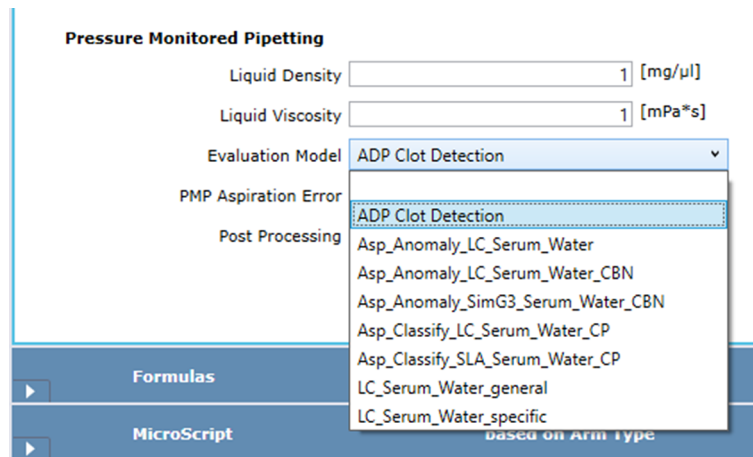 Pressure Monitored Pipetting
Liquid Density 1 [mg/µl]
Liquid Viscosity 1 [mPa*s]
Evaluation Model ADP Clot Detection
PMP Aspiration Error
ADP Clot Detection
Post Processing
Asp_Anomaly_LC_Serum_Water
Asp_Anomaly_LC_Serum_Water_CBN
Asp_Anomaly_SimG3_Serum_Water_CBN
Asp_Classify_LC_Serum_Water_CP
Asp_Classify_SLA_Serum_Water_CP
Formulas
LC_Serum_Water_general
LC_Serum_Water_specific
MicroScript Based on Arm Type